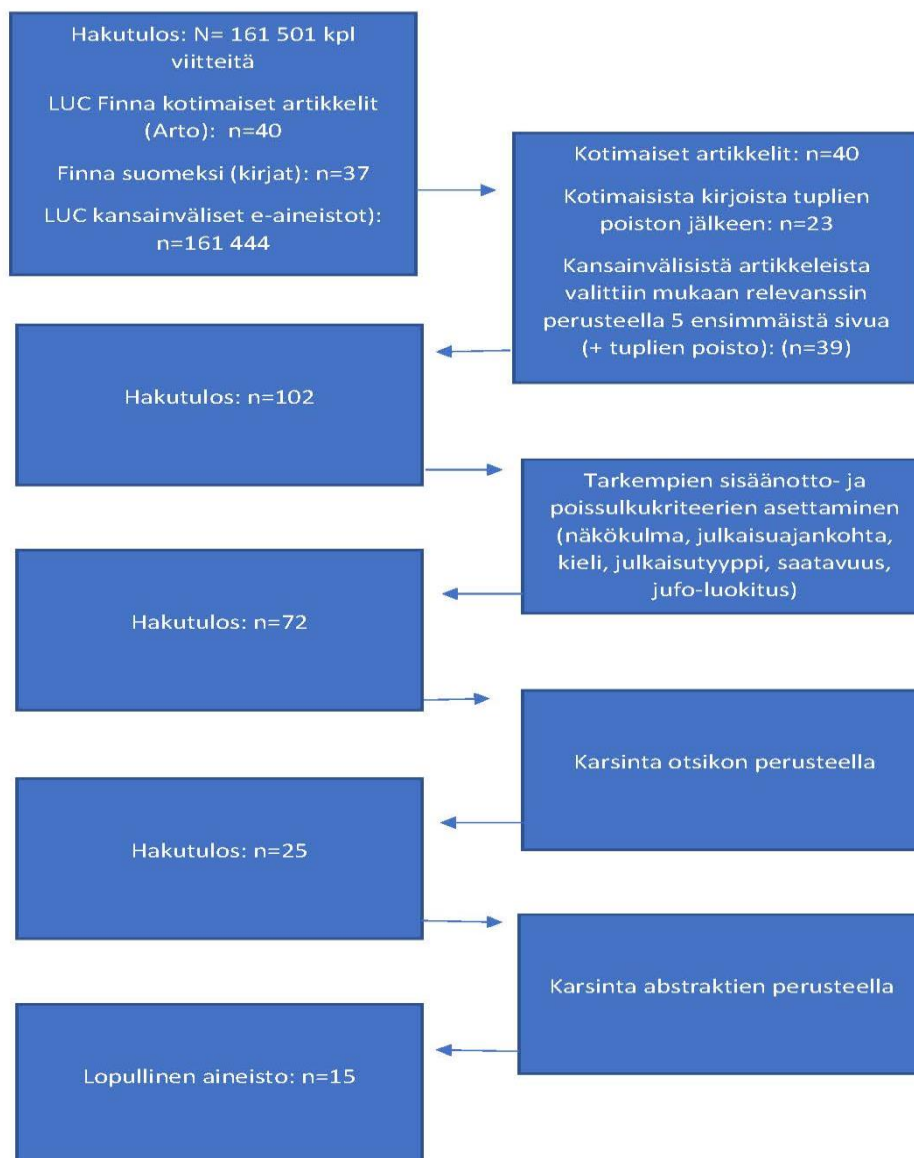 Hakutulos: N= 161 501 kpl
viitteitä
LUC Finna kotimaiset artikkelit
(Arto): n=40
Finna suomeksi (kirjat): n=37
LUC kansainväliset e-aineistot):
n=161 444
Kotimaiset artikkelit: n=40
Kotimaisista kirjoista tuplien
poiston jälkeen: n=23
Kansainvälisistä artikkeleista
valittiin mukaan relevanssin
perusteella 5 ensimmäistä sivua
(+ tuplien poisto): (n=39)
Hakutulos: n=102
Tarkempien sisäänotto- ja
poissulkukriteerien asettaminen
(näkökulma, julkaisuajankohta,
kieli, julkaisutyyppi, saatavuus,
jufo-luokitus)
Hakutulos: n=72
Karsinta otsikon perusteella
Hakutulos: n=25
Karsinta abstraktien perusteella
Lopullinen aineisto: n=15